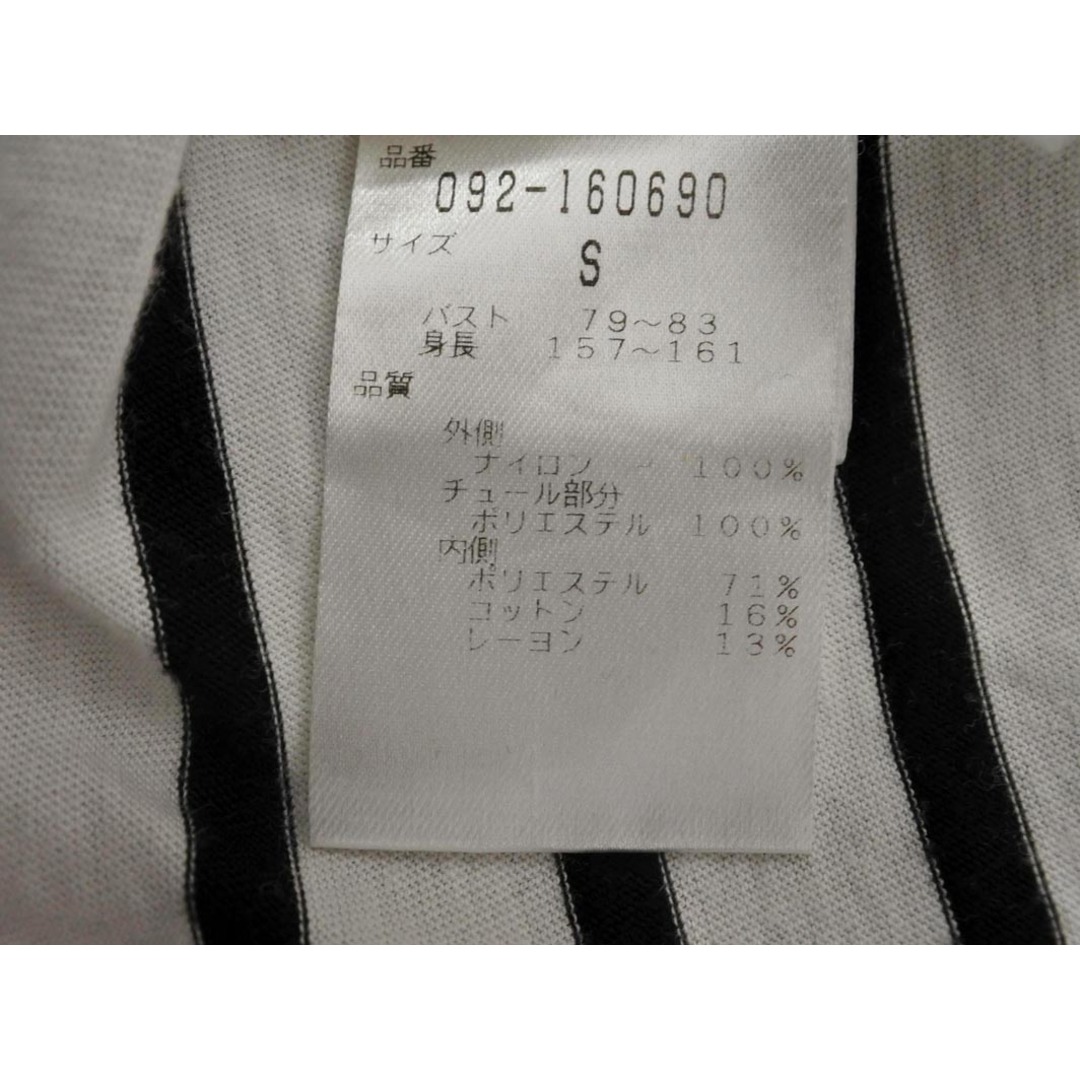 品番
092-160690
サイズ
S
バスト 79～83
身長 157～161
品質
外側
ナイロン 100%
チュール部分
ポリエステル 100%
内側
ポリエステル 71%
コットン 16%
レーヨン 13%